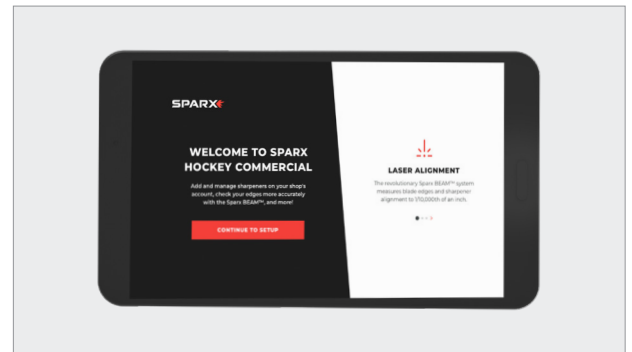 SPARX
WELCOME TO SPARX
HOCKEY COMMERCIAL
Add and manage sharpeners on your shop's
account, check your edges more accurately
with the Sparx BEAM™, and more!
CONTINUE TO SETUP
LASER ALIGNMENT
The revolutionary Sparx BEAM™ system
measures blade edges and sharpener
alignment to 1/10,000th of an inch.